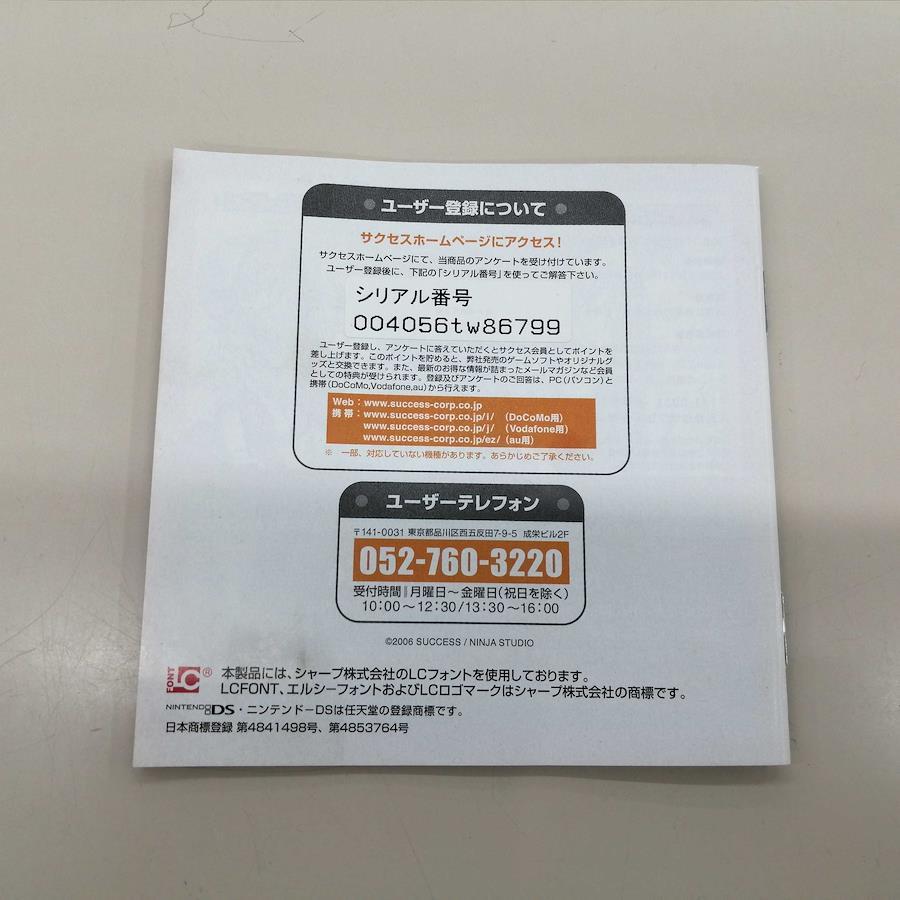 ユーザー登録について
サクセスホームページにアクセス！
サクセスホームページにて、当商品のアンケートを受け付けています。
ユーザー登録後に、下記の「シリアル番号」を使ってご解答下さい。
シリアル番号
004056tw86799
ユーザー登録し、アンケートに答えていただくとサクセス会員としてポイントを
差し上げます。このポイントを貯めると、弊社発売のゲームソフトやオリジナルグ
ッズと交換できます。また、最新のお得な情報が詰まったメールマガジンなど会員
としての特典が受けられます。登録及びアンケートのご回答は、PC（パソコン）と
携帯（DoCoMo,Vodafone,au）から行えます。
Web：www.success-corp.co.jp
携帯：www.success-corp.co.jp/i/ （DoCoMo用）
www.success-corp.co.jp/j/ （Vodafone用）
www.success-corp.co.jp/ez/（au用）
※ 一部、対応していない機種があります。あらかじめご了承ください。
ユーザーテレフォン
〒141-0031 東京都品川区西五反田7-9-5 成栄ビル2F
052-760-3220
受付時間 月曜日～金曜日（祝日を除く）
10:00～12:30/13:30～16:00
©2006 SUCCESS / NINJA STUDIO
LC FONT ® 本製品には、シャープ株式会社のLCフォントを使用しております。
LCFONT、エルシーフォントおよびLCロゴマークはシャープ株式会社の商標です。
NINTENDO DS・ニンテンドーDSは任天堂の登録商標です。
日本商標登録 第4841498号、第4853764号